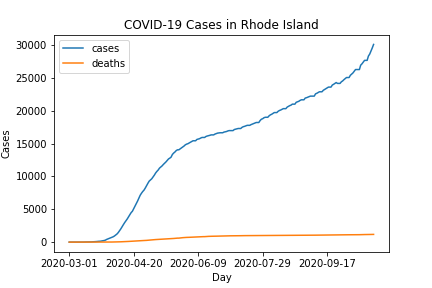 COVID-19 Cases in Rhode Island
cases
deaths
30000
25000
20000
15000
10000
5000
0
Cases
2020-03-01 2020-04-20 2020-06-09 2020-07-29 2020-09-17
Day